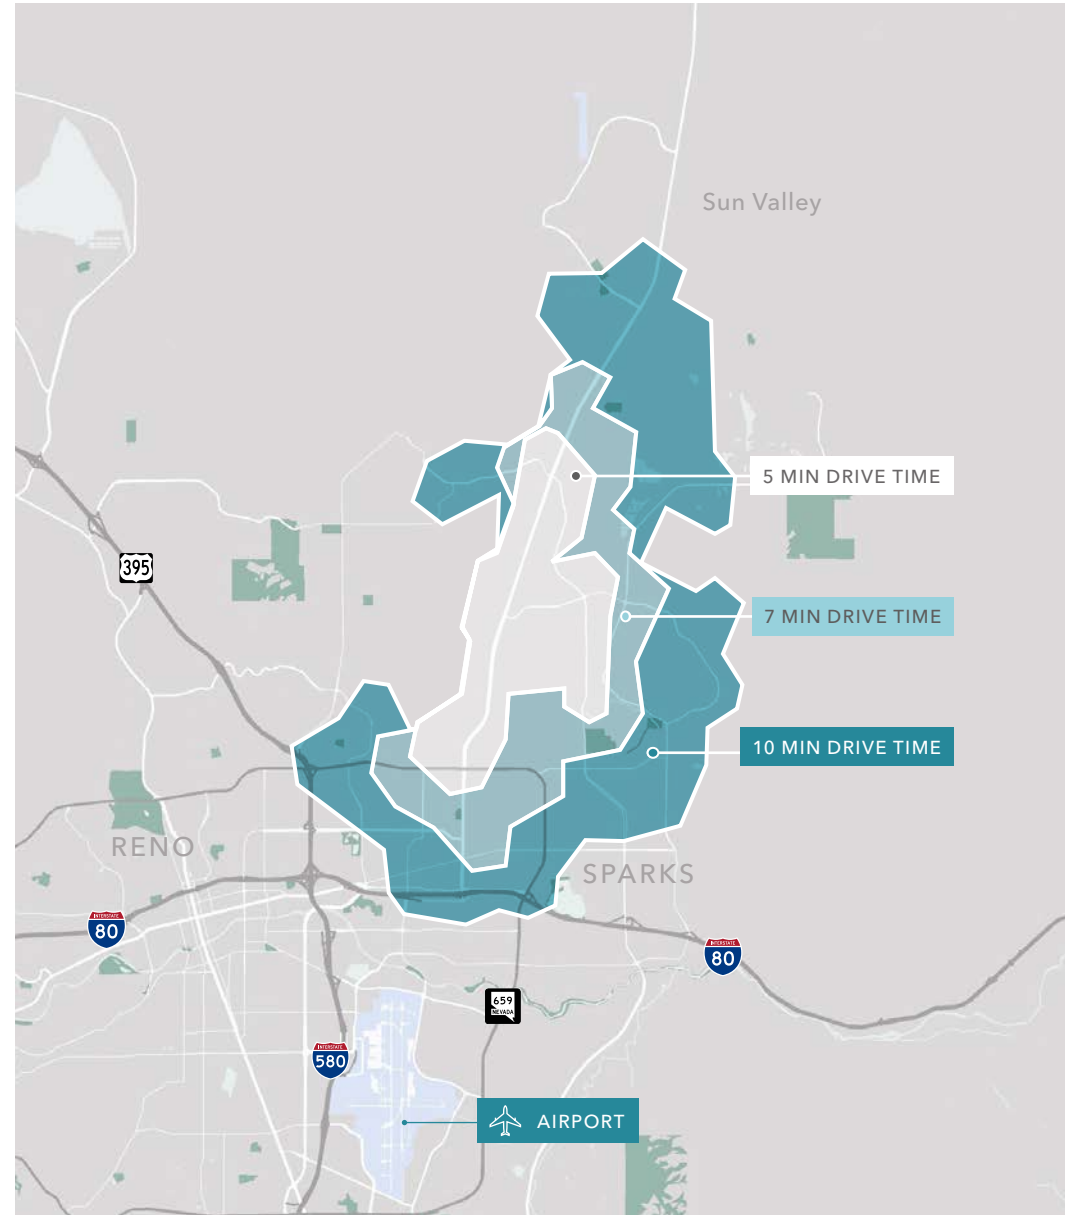 Sun Valley
5 MIN DRIVE TIME
395
7 MIN DRIVE TIME
10 MIN DRIVE TIME
RENO
SPARKS
INTERSTATE
80
INTERSTATE
80
659
NEVADA
INTERSTATE
580
AIRPORT